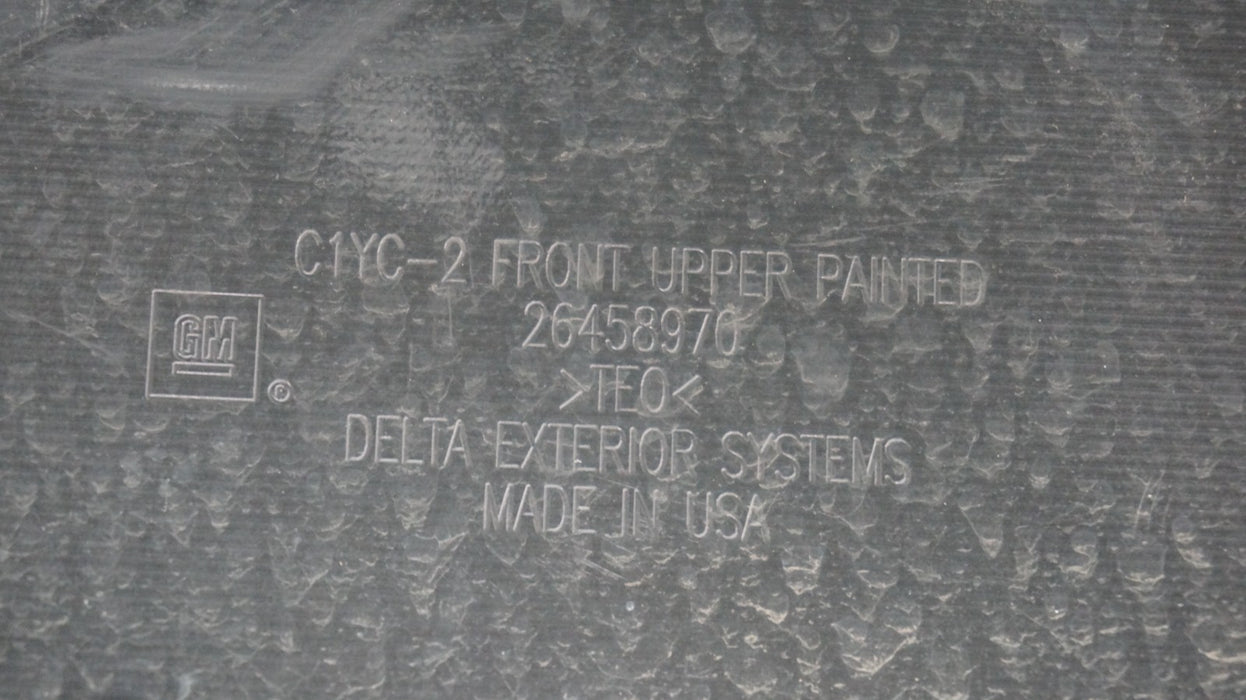 C1YC-2 FRONT UPPER PAINTED
26458970
GM ©
>TEO<
DELTA EXTERIOR SYSTEMS
MADE IN USA